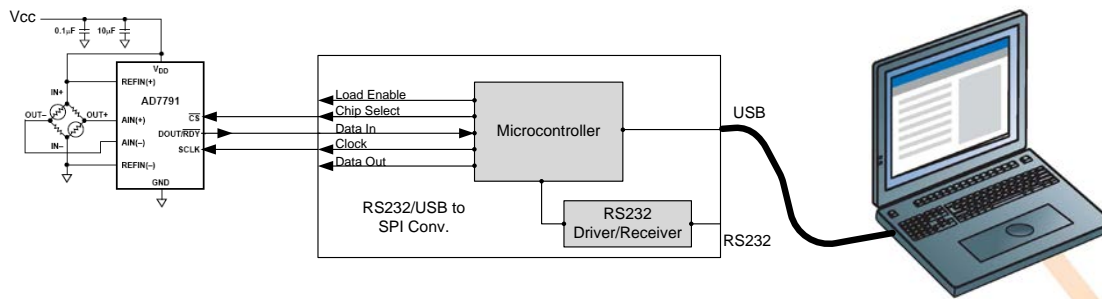 Vcc
0.1µF
10µF
VDD
REFIN(+)
IN+
AD7791
OUT–
OUT+
AIN(+)
CS
DOUT/RDY
AIN(–)
SCLK
IN–
REFIN(–)
GND
Load Enable
Chip Select
Data In
Clock
Data Out
Microcontroller
RS232/USB to
SPI Conv.
RS232
Driver/Receiver
USB
RS232